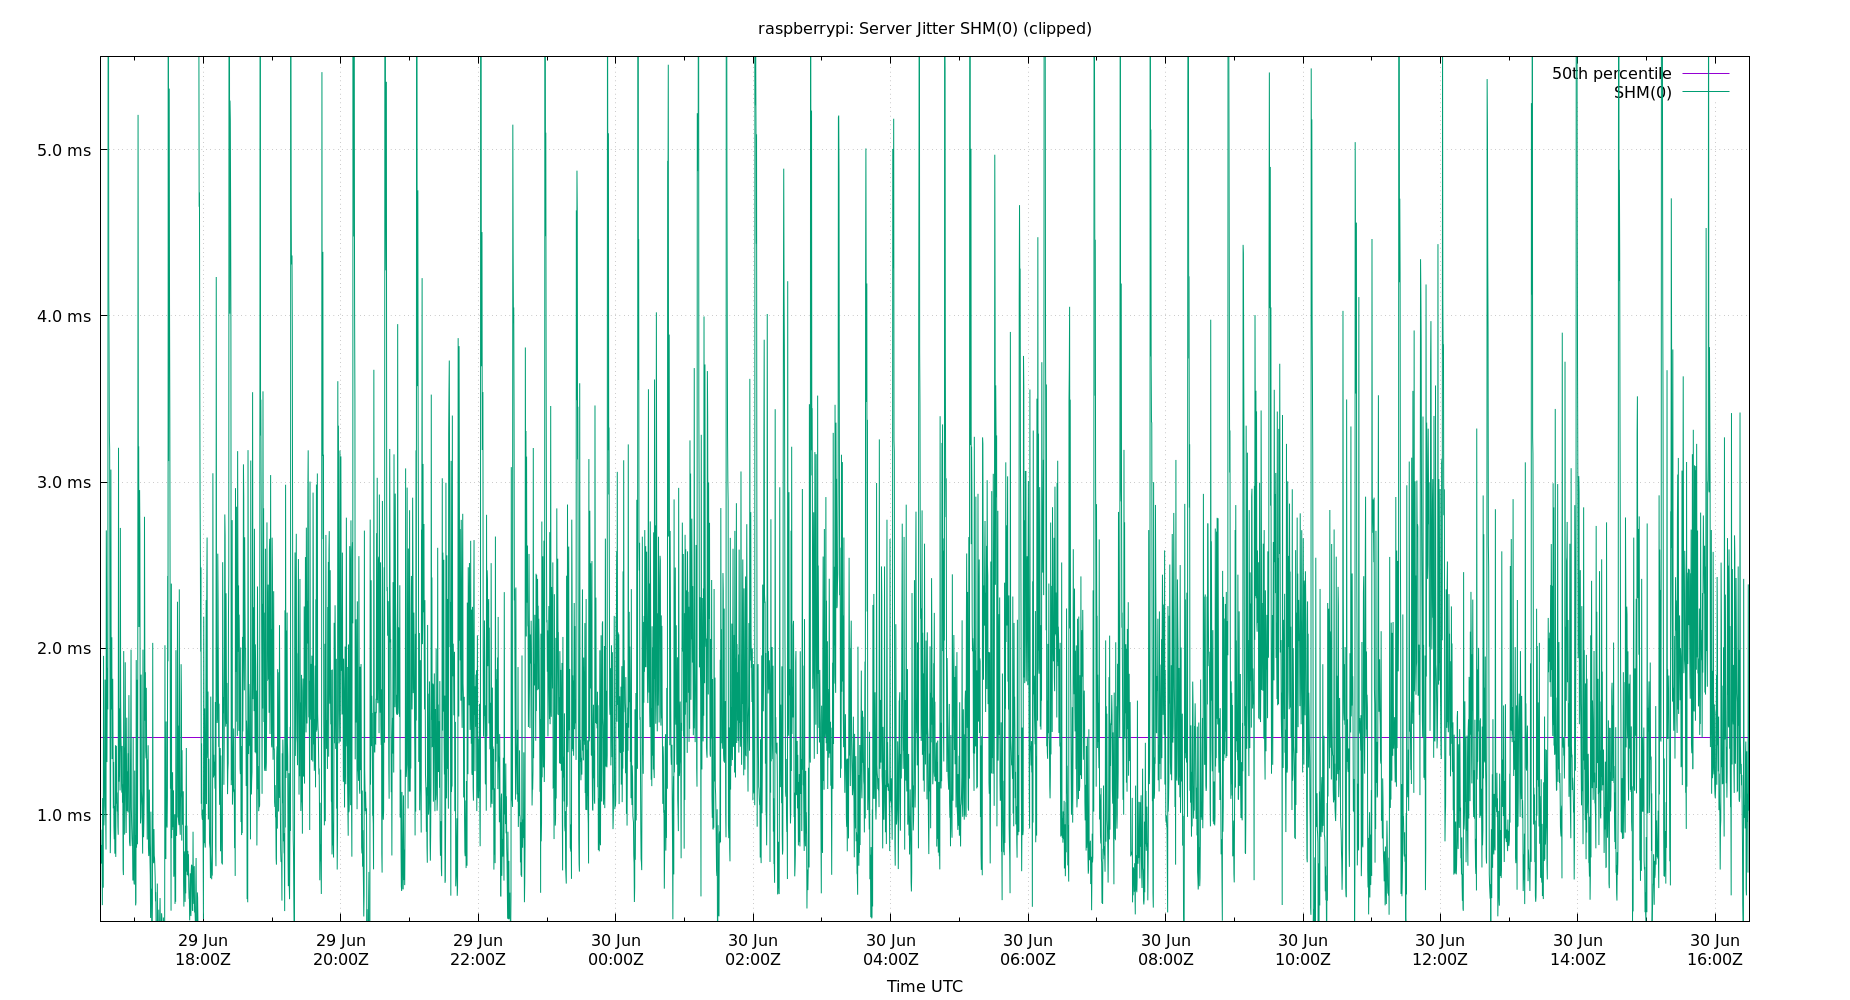 raspberrypi: Server Jitter SHM(0) (clipped)
50th percentile
SHM(0)
5.0 ms
4.0 ms
3.0 ms
2.0 ms
1.0 ms
29 Jun 29 Jun 29 Jun 30 Jun 30 Jun 30 Jun 30 Jun 30 Jun 30 Jun 30 Jun 30 Jun 30 Jun
18:00Z 20:00Z 22:00Z 00:00Z 02:00Z 04:00Z 06:00Z 08:00Z 10:00Z 12:00Z 14:00Z 16:00Z
Time UTC